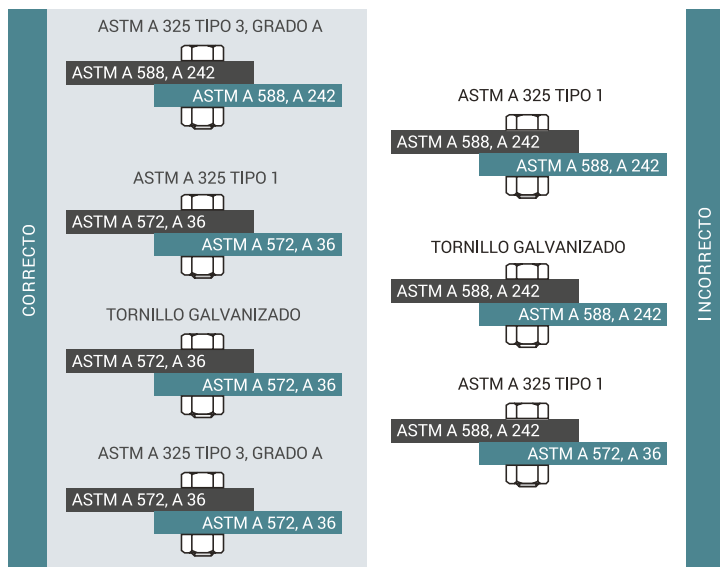 CORRECTO
ASTM A 325 TIPO 3, GRADO A
ASTM A 588, A 242
ASTM A 588, A 242
ASTM A 325 TIPO 1
ASTM A 572, A 36
ASTM A 572, A 36
TORNILLO GALVANIZADO
ASTM A 572, A 36
ASTM A 572, A 36
ASTM A 325 TIPO 3, GRADO A
ASTM A 572, A 36
ASTM A 572, A 36
ASTM A 325 TIPO 1
ASTM A 588, A 242
ASTM A 588, A 242
TORNILLO GALVANIZADO
ASTM A 588, A 242
ASTM A 588, A 242
ASTM A 325 TIPO 1
ASTM A 588, A 242
ASTM A 572, A 36
INCORRECTO